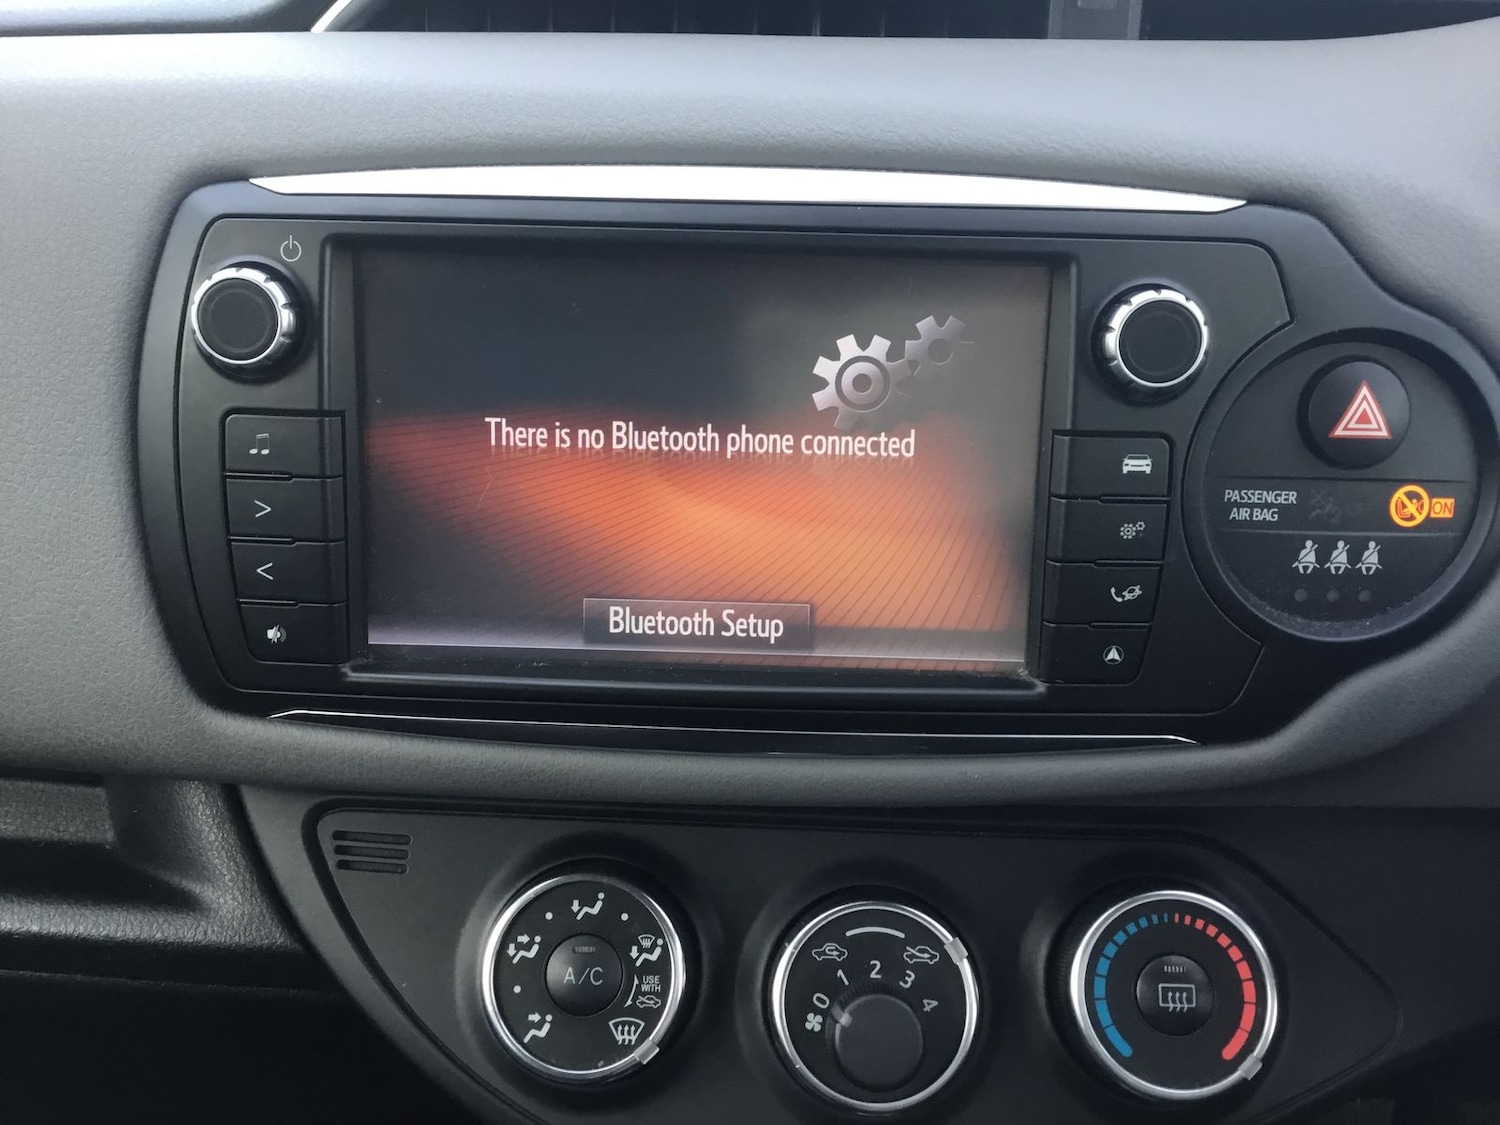 There is no Bluetooth phone connected
Bluetooth Setup
PASSENGER
AIR BAG
OFF
ON
A/C
USE
WITH
0
1
2
3
4